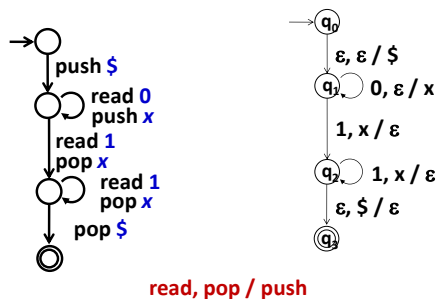 push $
read 0
push x
read 1
pop x
read 1
pop x
pop $
q0
ε, ε / $
q1
0, ε / x
1, x / ε
q2
1, x / ε
ε, $ / ε
q3
read, pop / push